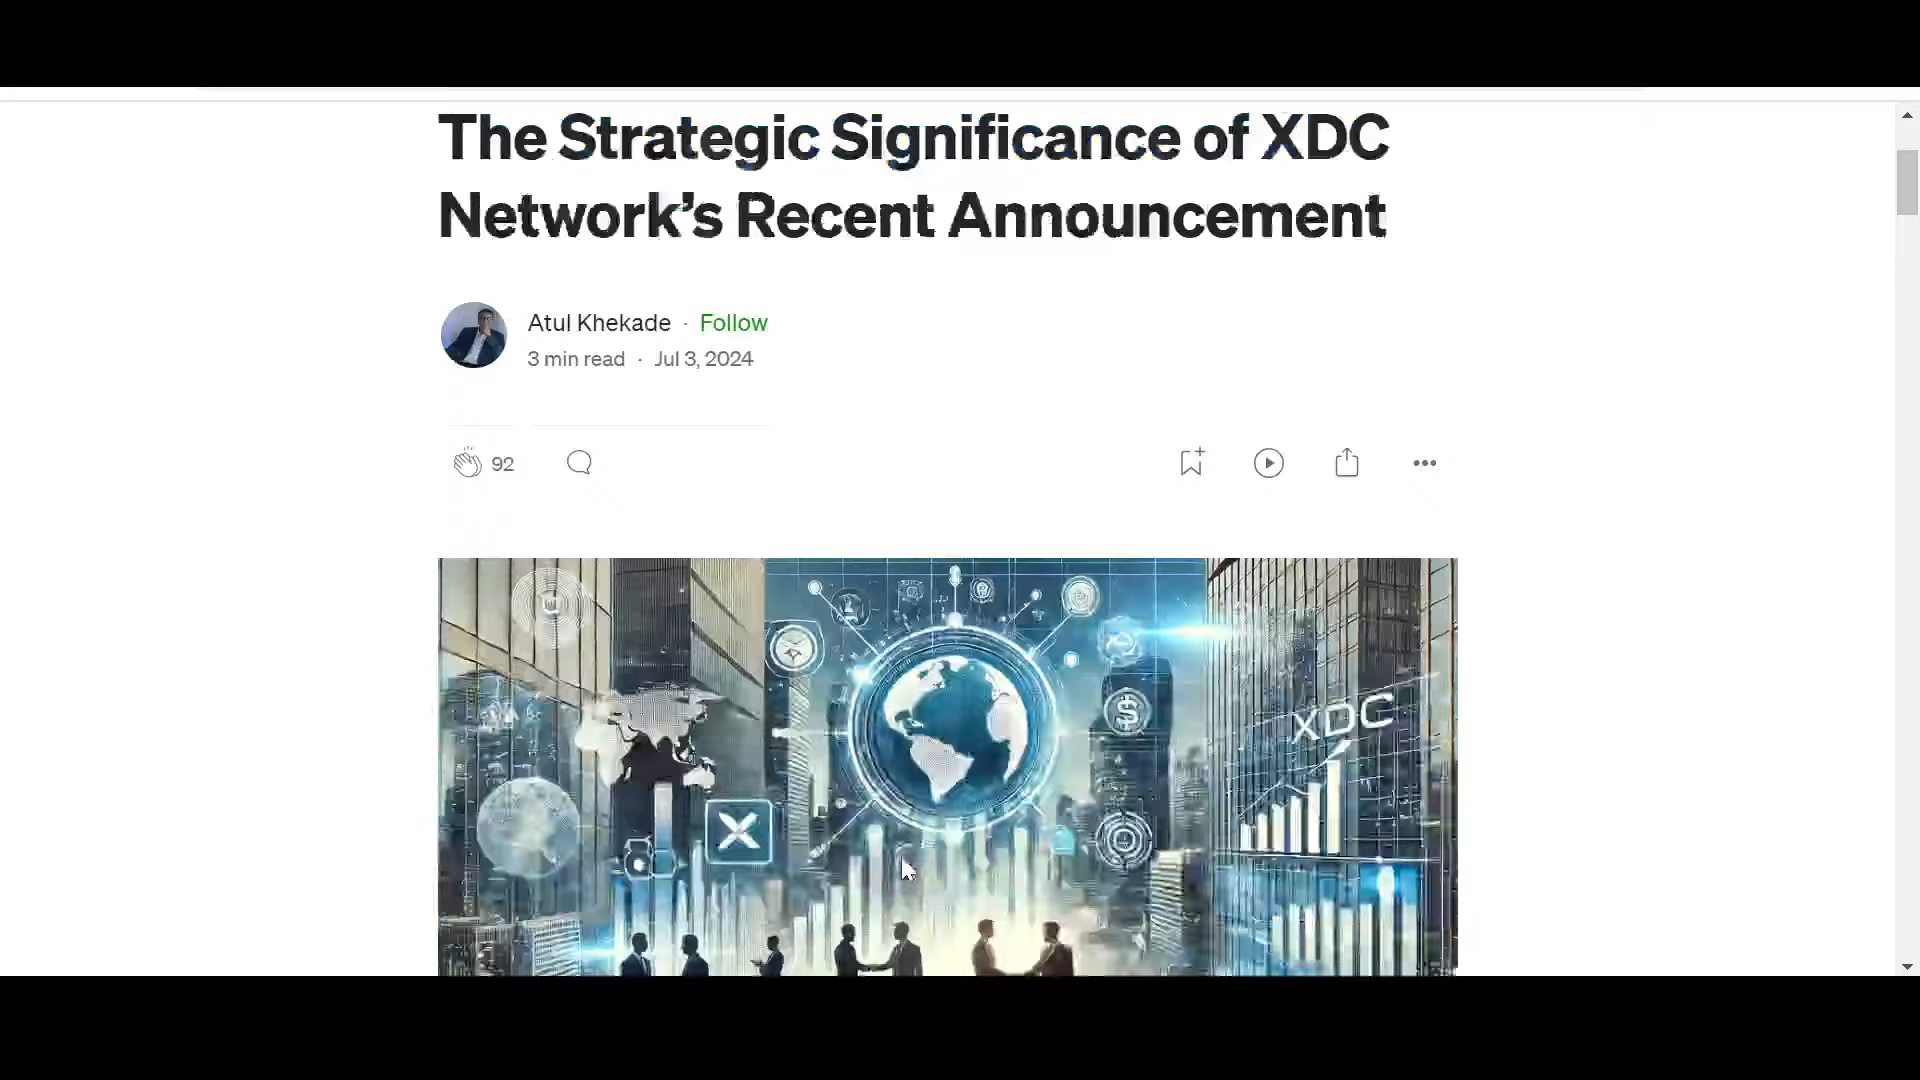 The Strategic Significance of XDC
Network’s Recent Announcement
Atul Khekade · Follow
3 min read · Jul 3, 2024
92
XDC